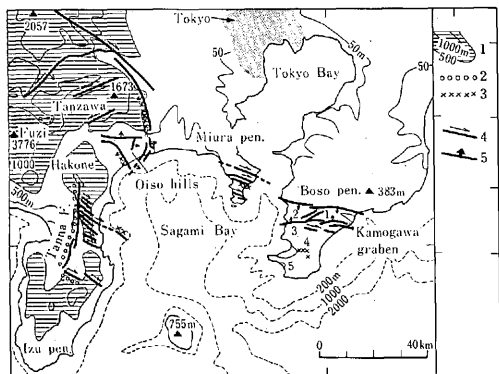 2057
Tokyo
50
50m
Tokyo Bay
50
1673
Tanzawa
Fuzi
3776
1000
Hakone
Miura pen.
500m
Oiso hills
Boso pen. 383m
Tanna F.
Sagami Bay
2
1
3
4
5
Kamogawa
graben
200m
1000
2000
Izu pen.
755m
0 40km
1000m
500
1
2
3
4
5